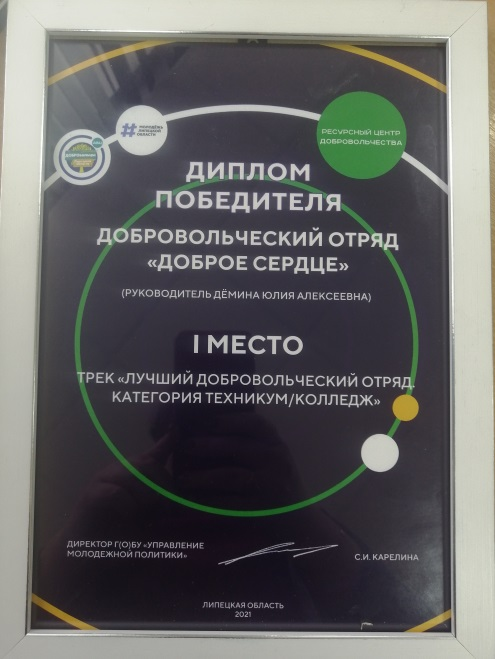 #МОЛОДЁЖЬ
ЛИПЕЦКОЙ
ОБЛАСТИ
РЕСУРСНЫЙ ЦЕНТР
ДОБРОВОЛЬЧЕСТВА
ДИПЛОМ
ПОБЕДИТЕЛЯ
ДОБРОВОЛЬЧЕСКИЙ ОТРЯД
«ДОБРОЕ СЕРДЦЕ»
(РУКОВОДИТЕЛЬ ДЁМИНА ЮЛИЯ АЛЕКСЕЕВНА)
I МЕСТО
ТРЕК «ЛУЧШИЙ ДОБРОВОЛЬЧЕСКИЙ ОТРЯД.
КАТЕГОРИЯ ТЕХНИКУМ/КОЛЛЕДЖ»
ДИРЕКТОР Г(О)БУ «УПРАВЛЕНИЕ
МОЛОДЕЖНОЙ ПОЛИТИКИ»
С.И. КАРЕЛИНА
ЛИПЕЦКАЯ ОБЛАСТЬ
2021